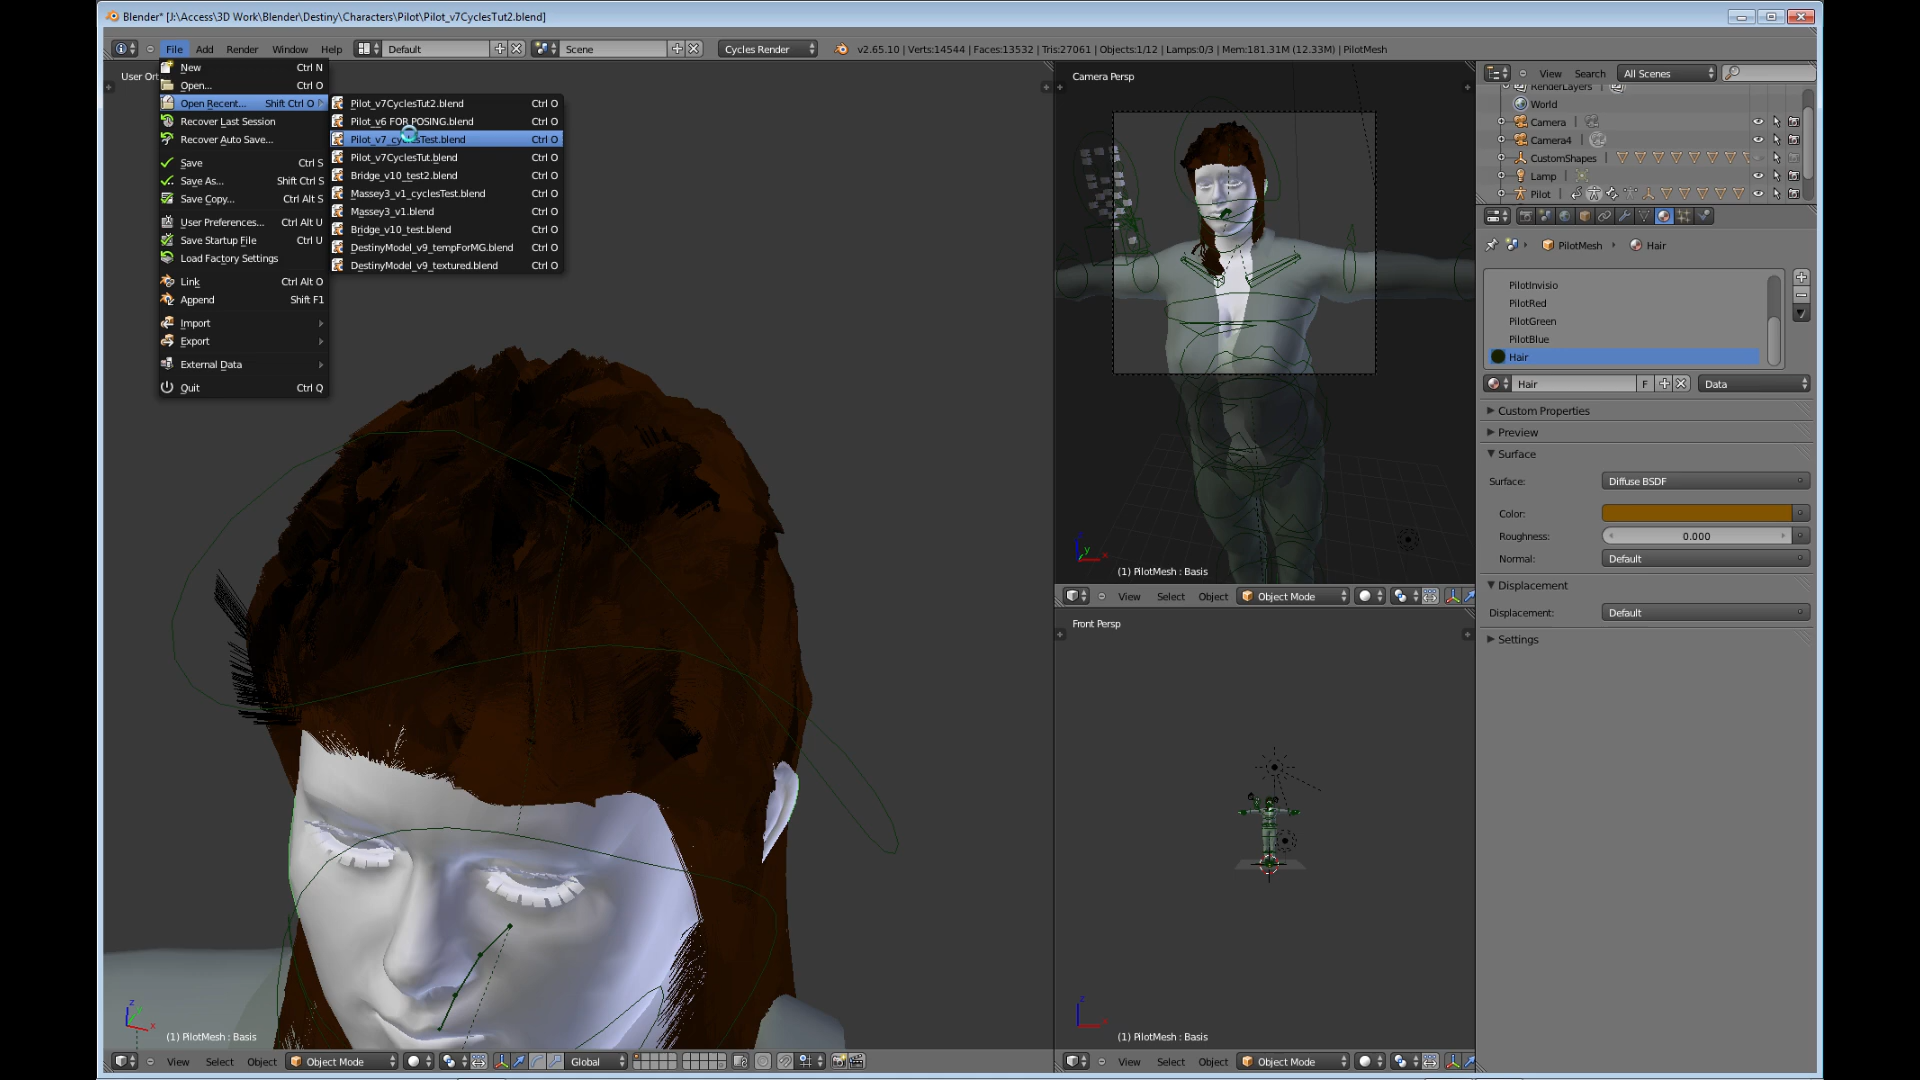 Blender* [J:\Access\3D Work\Blender\Destiny\Characters\Pilot\Pilot_v7CyclesTut2.blend]
File Add Render Window Help Default Scene Cycles Render v2.65.10 | Verts:14544 | Faces:13532 | Tris:27061 | Objects:1/12 | Lamps:0/3 | Mem:181.31M (12.33M) | PilotMesh
User Ort
New Ctrl N
Open... Ctrl O
Open Recent... Shift Ctrl O
Recover Last Session
Recover Auto Save...
Save Ctrl S
Save As... Shift Ctrl S
Save Copy... Ctrl Alt S
User Preferences... Ctrl Alt U
Save Startup File Ctrl U
Load Factory Settings
Link Ctrl Alt O
Append Shift F1
Import
Export
External Data
Quit Ctrl Q
Pilot_v7CyclesTut2.blend Ctrl O
Pilot_v6 FOR POSING.blend Ctrl O
Pilot_v7_cyclesTest.blend Ctrl O
Pilot_v7CyclesTut.blend Ctrl O
Bridge_v10_test2.blend Ctrl O
Massey3_v1_cyclesTest.blend Ctrl O
Massey3_v1.blend Ctrl O
Bridge_v10_test.blend Ctrl O
DestinyModel_v9_tempForMG.blend Ctrl O
DestinyModel_v9_textured.blend Ctrl O
(1) PilotMesh : Basis
View Select Object Object Mode Global
Camera Persp
(1) PilotMesh : Basis
View Select Object Object Mode
Front Persp
(1) PilotMesh : Basis
View Select Object Object Mode
View Search All Scenes
RenderLayers
World
Camera
Camera4
CustomShapes
Lamp
Pilot
PilotMesh Hair
PilotInvisio
PilotRed
PilotGreen
PilotBlue
Hair
Hair F Data
Custom Properties
Preview
Surface
Surface: Diffuse BSDF
Color:
Roughness: 0.000
Normal: Default
Displacement
Displacement: Default
Settings